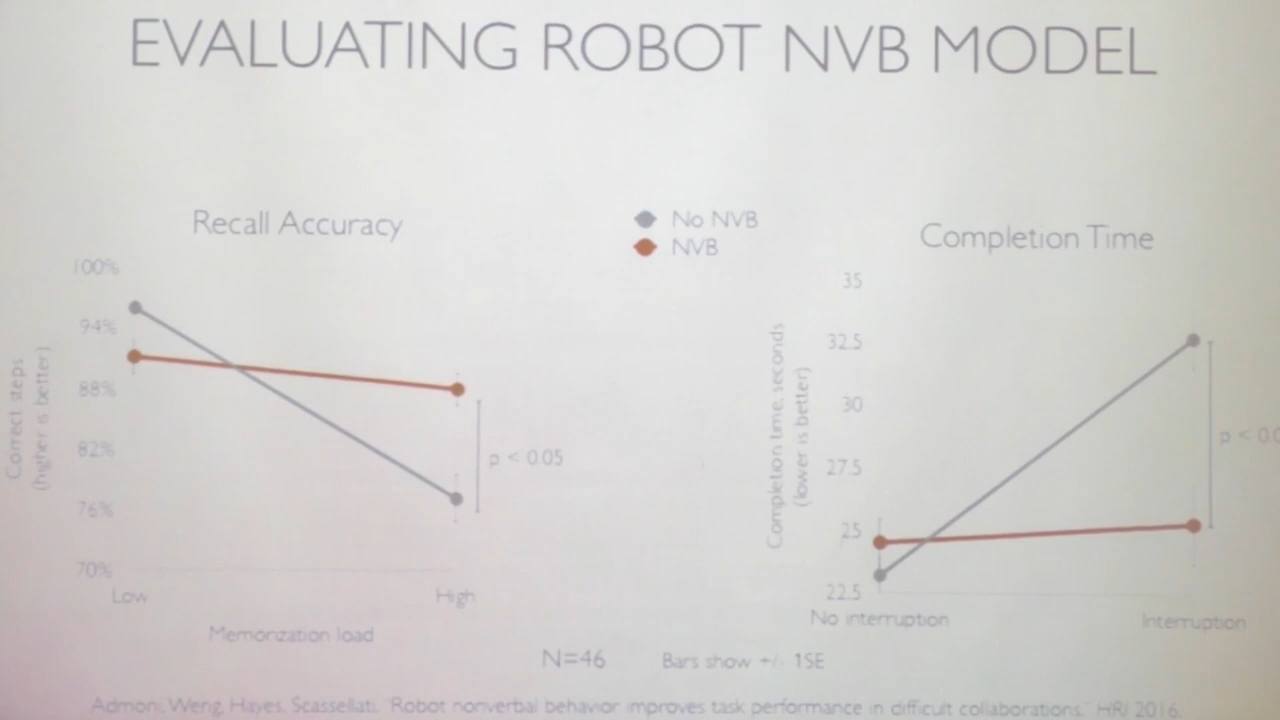 EVALUATING ROBOT NVB MODEL
Recall Accuracy
No NVB
NVB
Completion Time
100%
94%
88%
82%
76%
70%
Correct steps
(higher is better)
p < 0.05
Low
High
Memorization load
35
32.5
30
27.5
25
22.5
Completion time, seconds
(lower is better)
p < 0.0
No interruption
Interruption
N=46
Bars show +/- 1SE
Admoni, Weng, Hayes, Scassellati. "Robot nonverbal behavior improves task performance in difficult collaborations." HRI 2016.